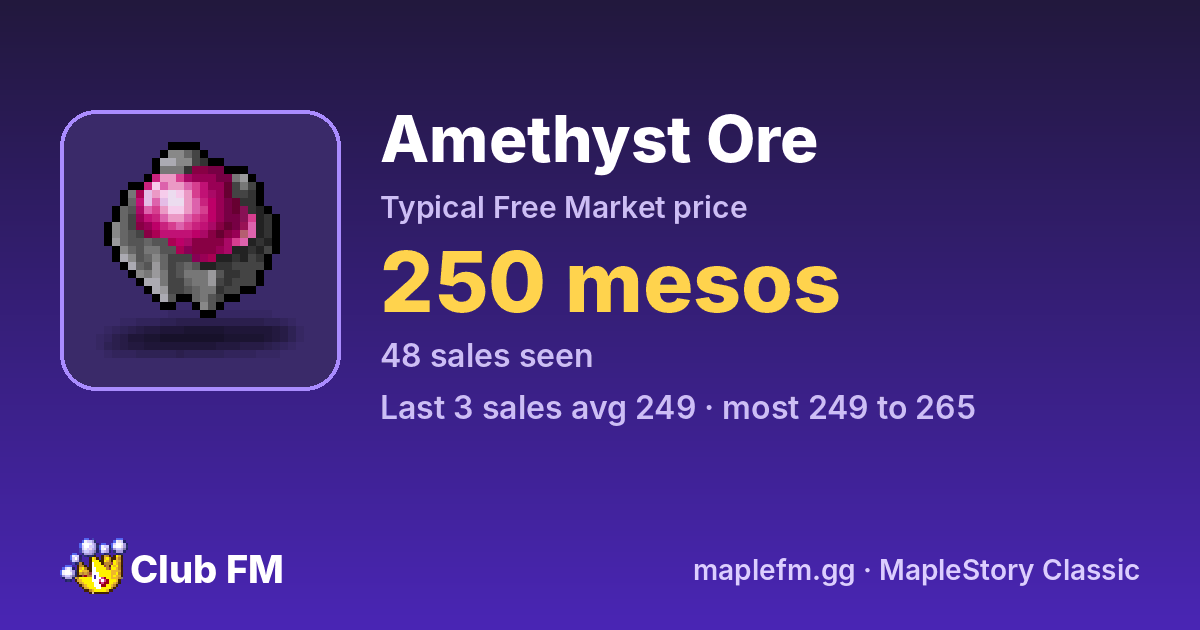 Amethyst Ore
Typical Free Market price
250 mesos
48 sales seen
Last 3 sales avg 249 · most 249 to 265
Club FM
maplefm.gg · MapleStory Classic